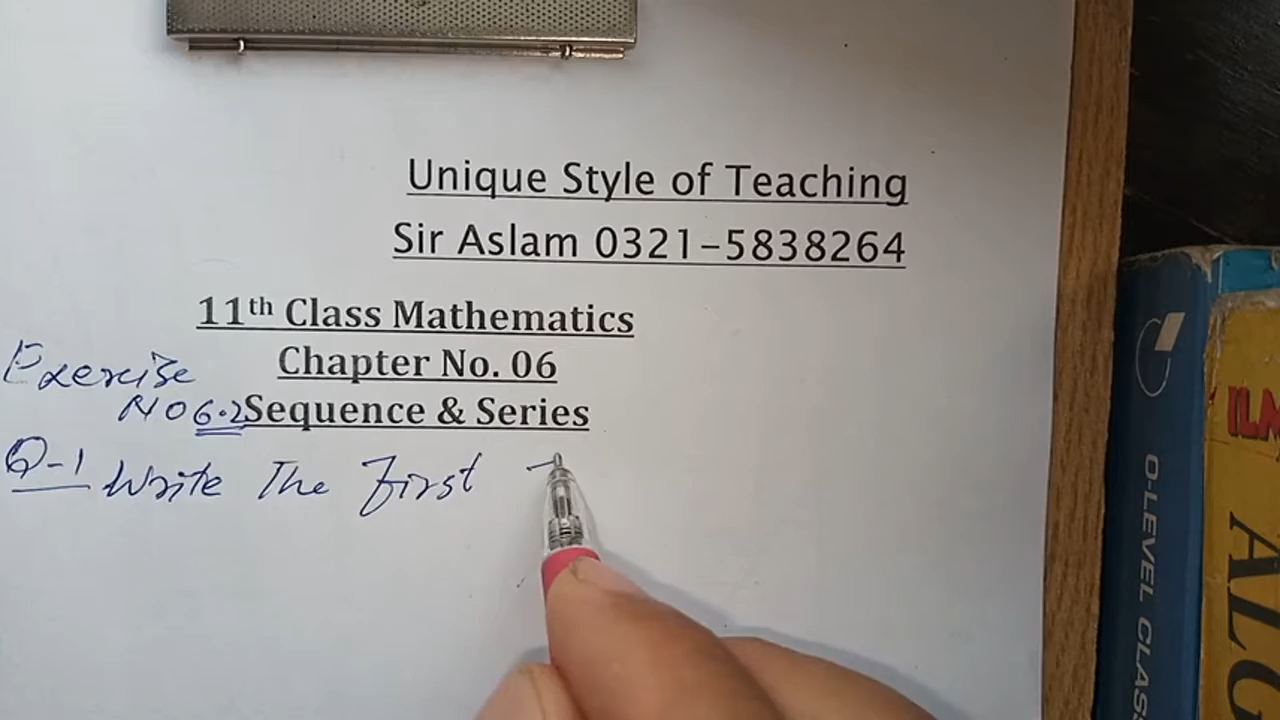 Unique Style of Teaching
Sir Aslam 0321-5838264
11th Class Mathematics
Chapter No. 06
Exercise
No 6.2
Sequence & Series
Q-1 Write The First
O-LEVEL CLAS